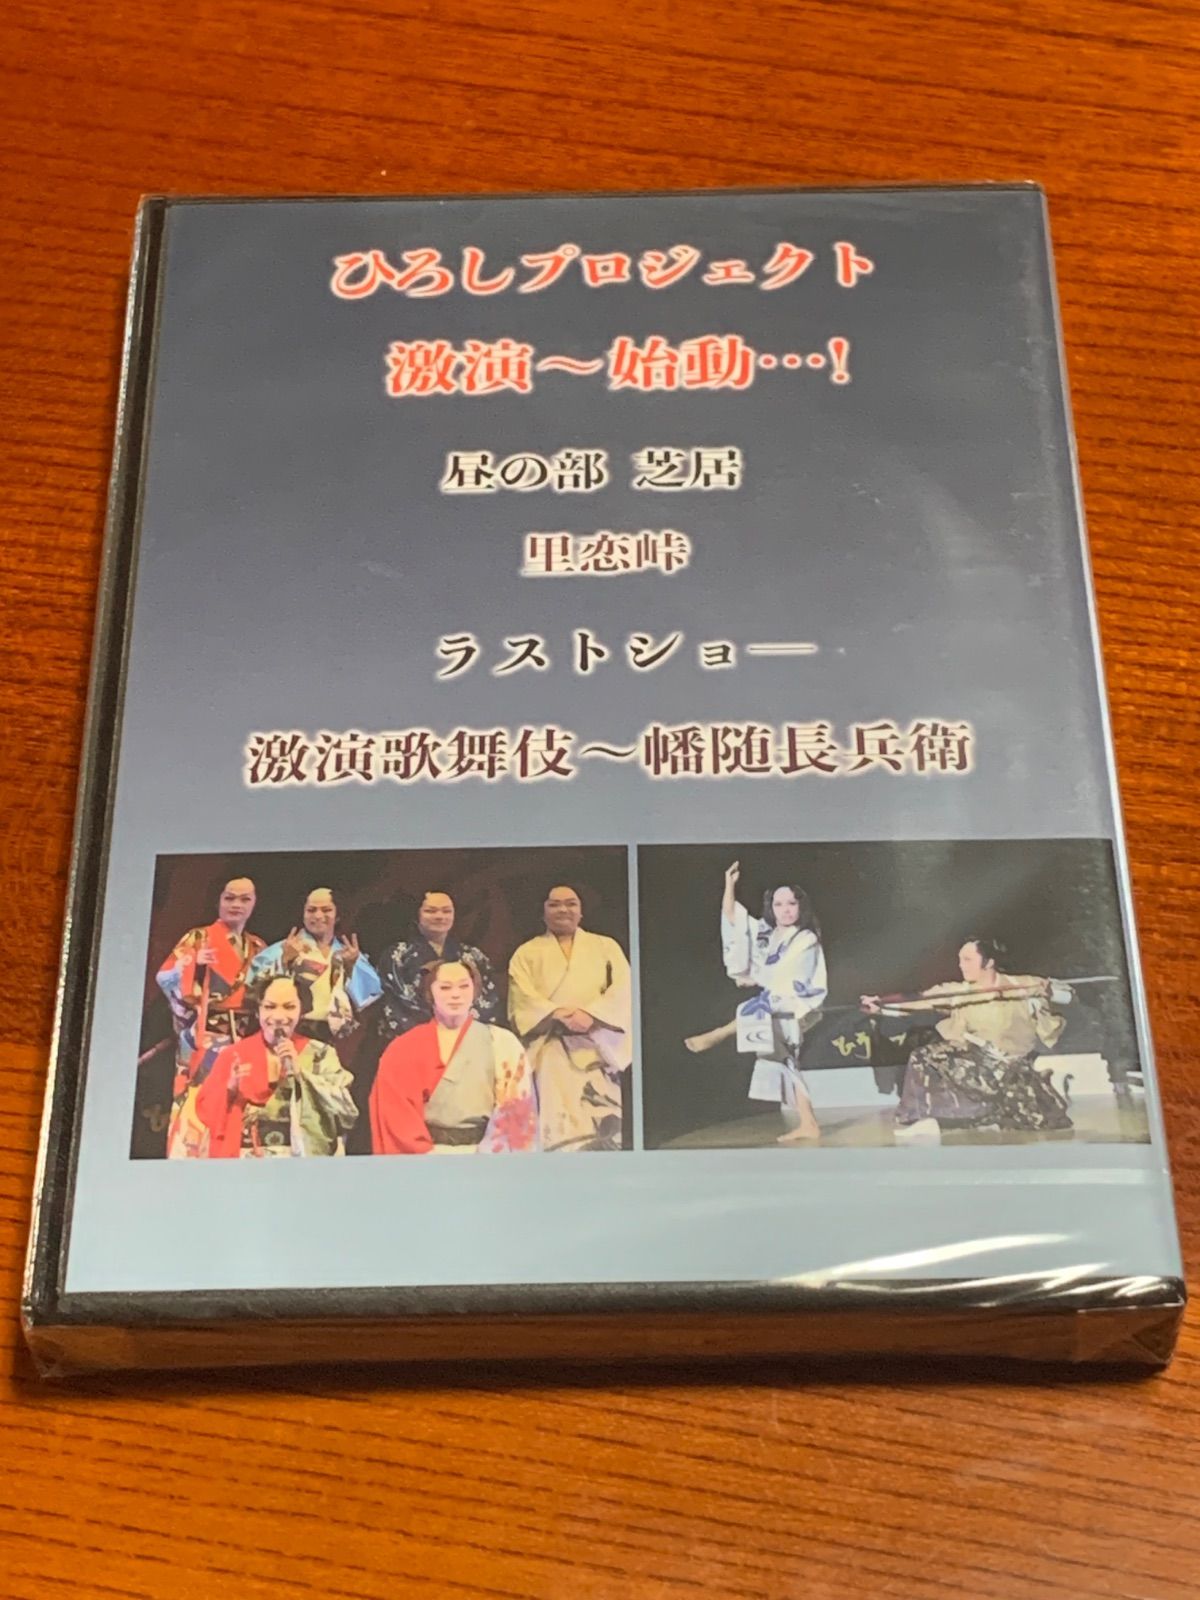 ひろしプロジェクト
激演～始動…!
昼の部 芝居
里恋峠
ラストショー
激演歌舞伎～幡随長兵衛